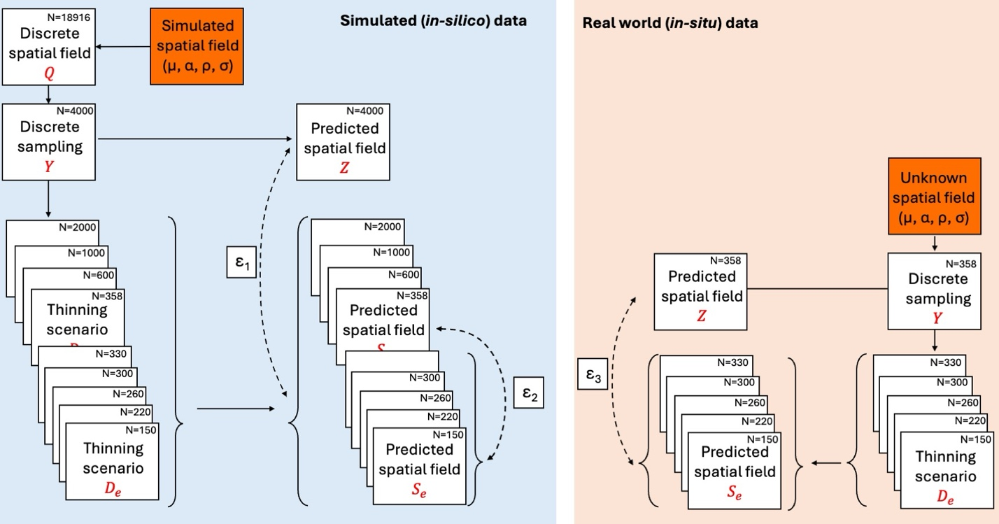 Simulated (in-silico) data
N=18916
Discrete
spatial field
Q
Simulated
spatial field
(μ, α, ρ, σ)
N=4000
Discrete
sampling
Y
N=4000
Predicted
spatial field
Z
N=2000
N=1000
N=600
N=358
Thinning
scenario
N=330
N=300
N=260
N=220
N=150
Thinning
scenario
De
ε1
N=2000
N=1000
N=600
N=358
Predicted
spatial field
S
N=300
N=260
N=220
N=150
Predicted
spatial field
Se
ε2
Real world (in-situ) data
Unknown
spatial field
(μ, α, ρ, σ)
N=358
Predicted
spatial field
Z
N=358
Discrete
sampling
Y
ε3
N=330
N=300
N=260
N=220
N=150
Predicted
spatial field
Se
N=330
N=300
N=260
N=220
N=150
Thinning
scenario
De